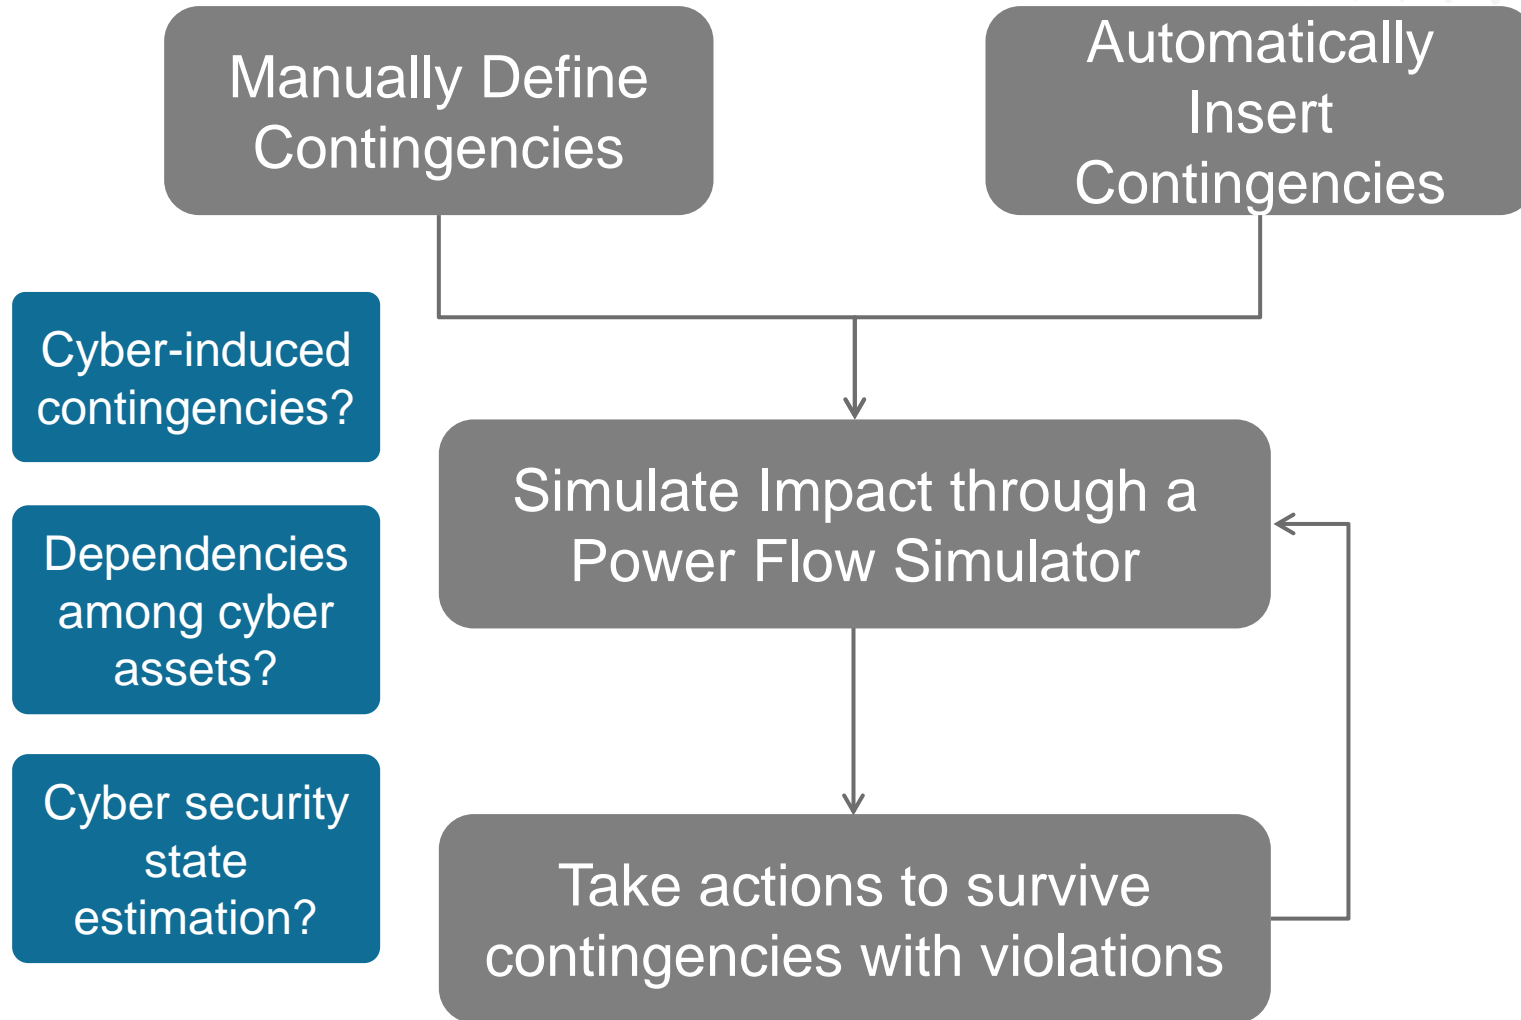 Manually Define
Contingencies
Automatically
Insert
Contingencies
Cyber-induced
contingencies?
Simulate Impact through a
Power Flow Simulator
Dependencies
among cyber
assets?
Cyber security
state
estimation?
Take actions to survive
contingencies with violations